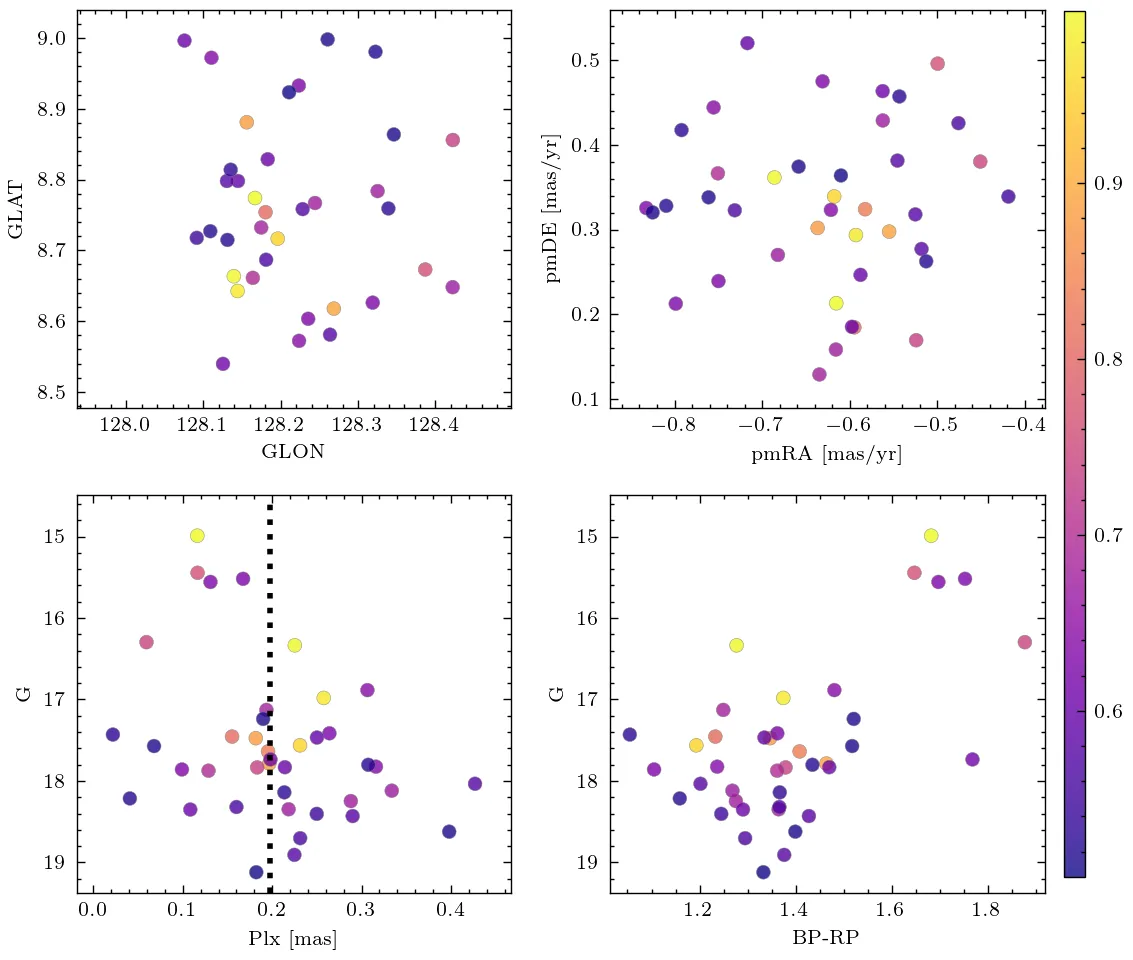 9.0
8.9
8.8
8.7
8.6
8.5
GLAT
128.0 128.1 128.2 128.3 128.4
GLON
0.5
0.4
0.3
0.2
0.1
pmDE [mas/yr]
−0.8 −0.7 −0.6 −0.5 −0.4
pmRA [mas/yr]
0.9
0.8
0.7
0.6
15
16
17
18
19
G
0.0 0.1 0.2 0.3 0.4
Plx [mas]
15
16
17
18
19
G
1.2 1.4 1.6 1.8
BP-RP